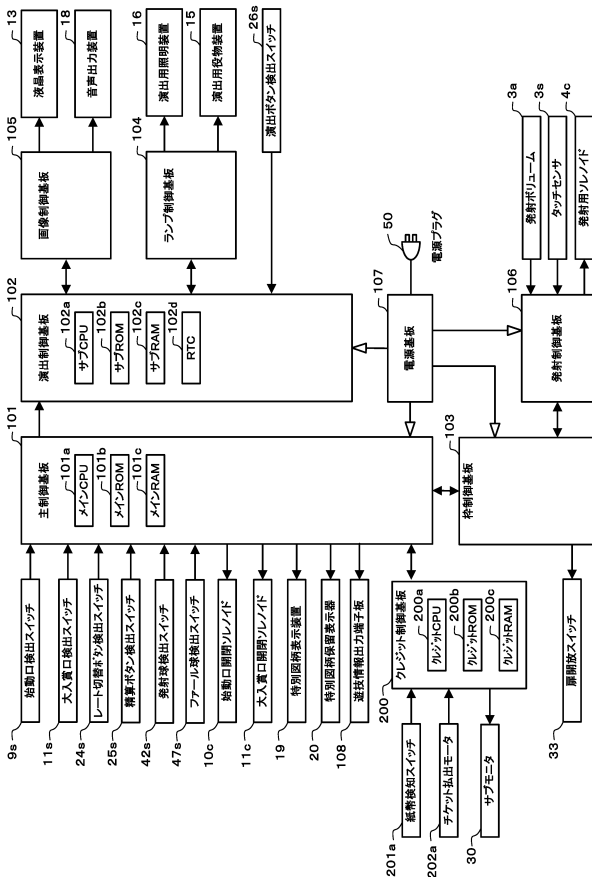 9s
始動口検出スイッチ
11s
大入賞口検出スイッチ
24s
レート切替ボタン検出スイッチ
25s
精算ボタン検出スイッチ
42s
発射球検出スイッチ
47s
ファール球検出スイッチ
10c
始動口開閉ソレノイド
11c
大入賞口開閉ソレノイド
19
特別図柄表示装置
20
特別図柄保留表示器
108
遊技情報出力端子板
101
主制御基板
101a
メインCPU
101b
メインROM
101c
メインRAM
102
演出制御基板
102a
サブCPU
102b
サブROM
102c
サブRAM
102d
RTC
105
画像制御基板
13
液晶表示装置
18
音声出力装置
104
ランプ制御基板
16
演出用照明装置
15
演出用役物装置
26s
演出ボタン検出スイッチ
107
電源基板
50
電源プラグ
200
クレジット制御基板
200a
クレジットCPU
200b
クレジットROM
200c
クレジットRAM
201a
紙幣検知スイッチ
202a
チケット払出モータ
30
サブモニタ
103
枠制御基板
33
扉開放スイッチ
106
発射制御基板
3a
発射ボリューム
3s
タッチセンサ
4c
発射用ソレノイド